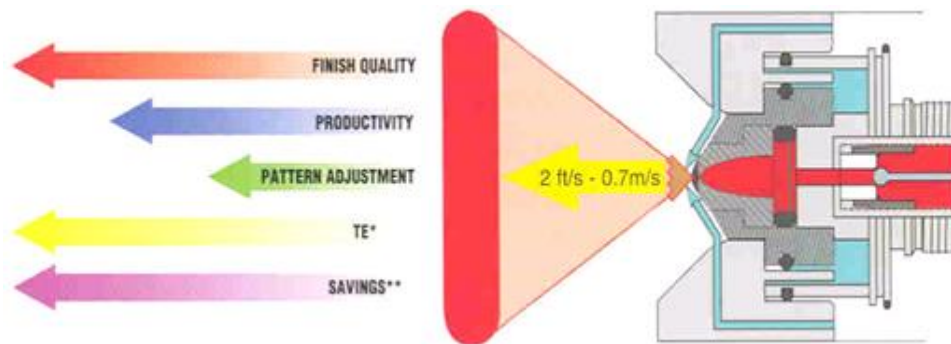 FINISH QUALITY
PRODUCTIVITY
PATTERN ADJUSTMENT
TE*
SAVINGS**
2 ft/s - 0.7m/s